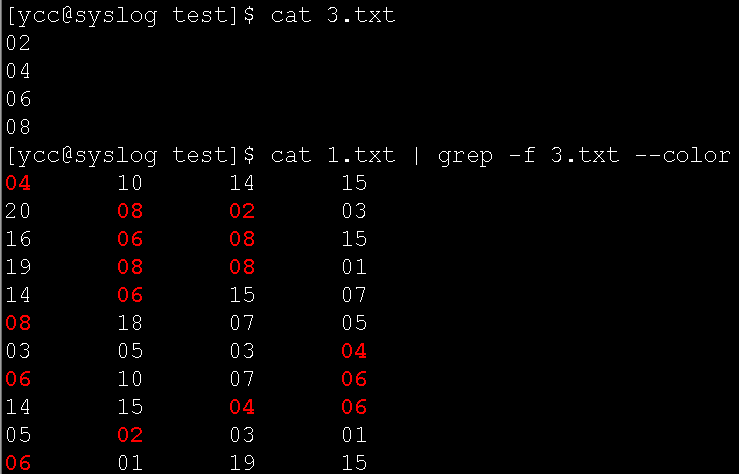 [ycc@syslog test]$ cat 3.txt
02
04
06
08
[ycc@syslog test]$ cat 1.txt | grep -f 3.txt --color
04 10 14 15
20 08 02 03
16 06 08 15
19 08 08 01
14 06 15 07
08 18 07 05
03 05 03 04
06 10 07 06
14 15 04 06
05 02 03 01
06 01 19 15